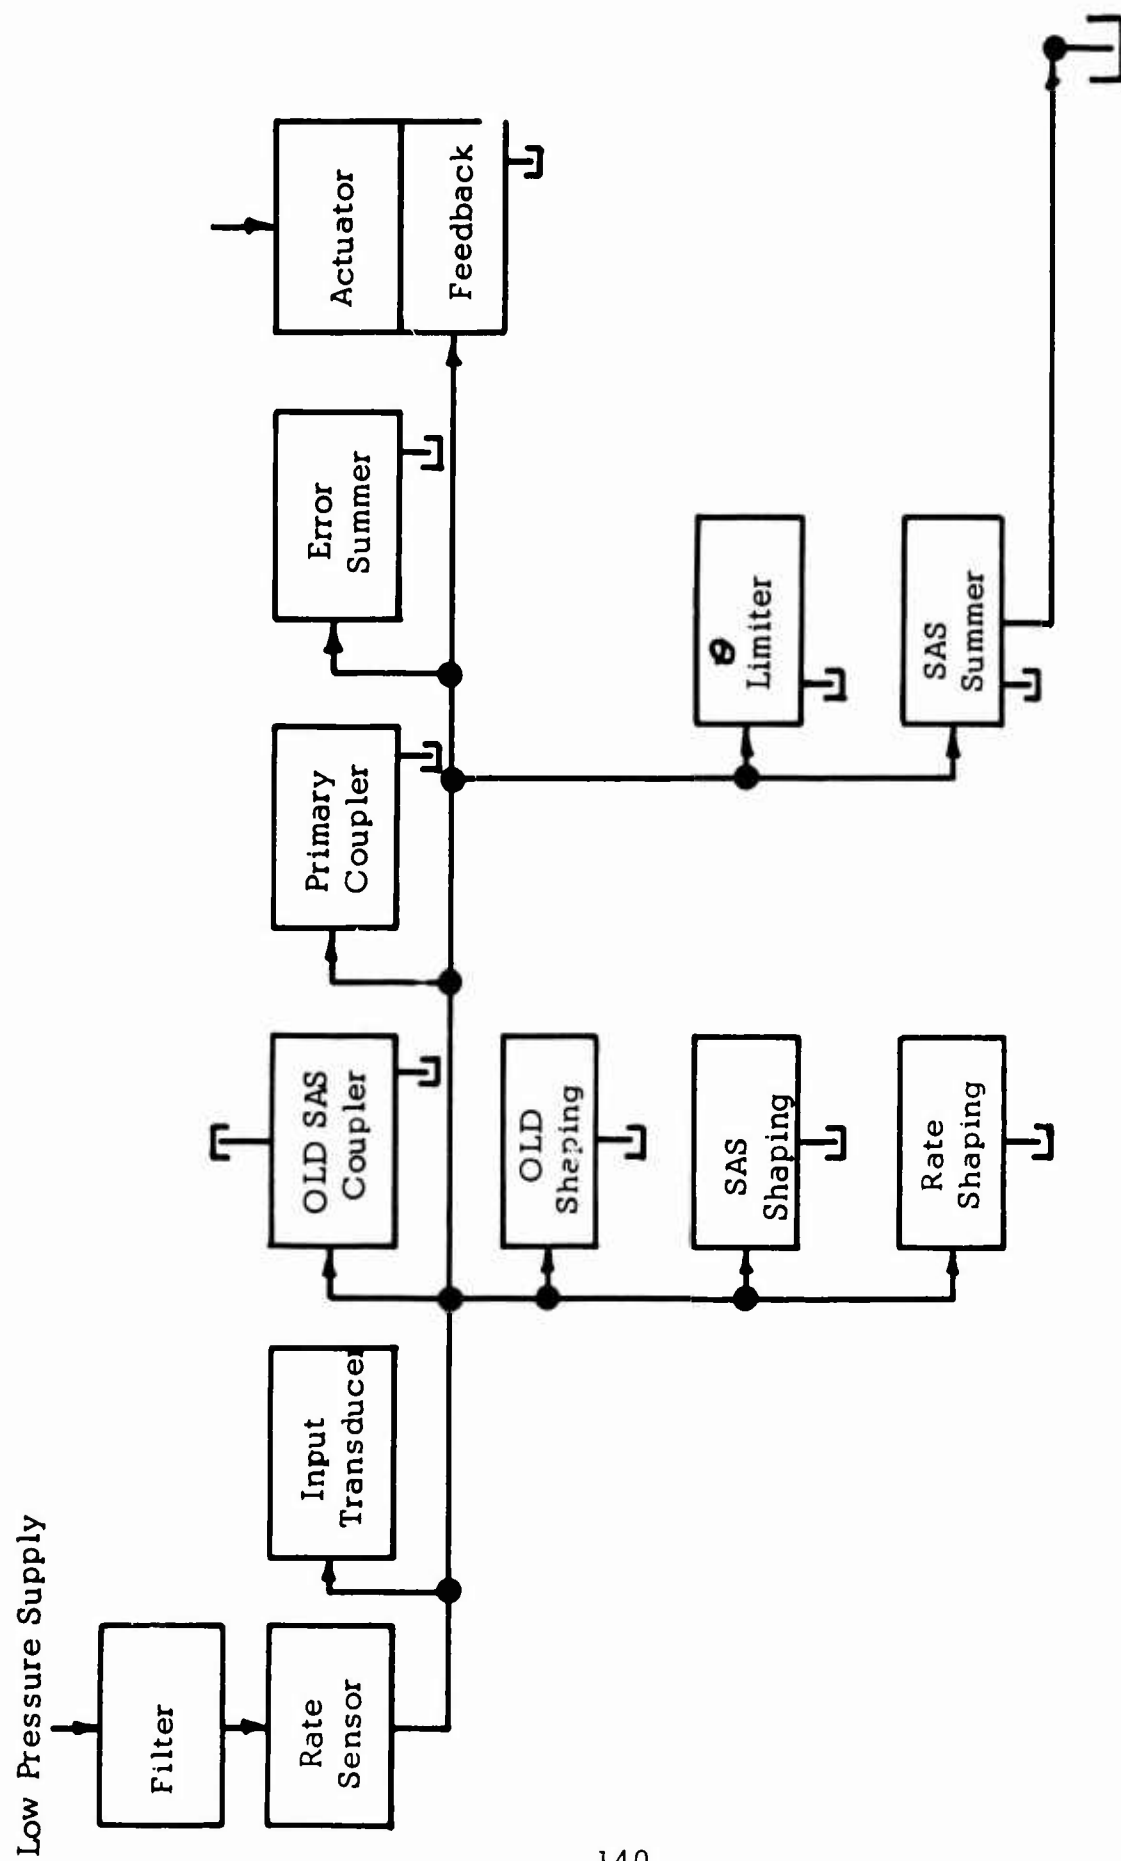 Low Pressure Supply
Filter
Rate
Sensor
Input
Transducer
OLD SAS
Coupler
OLD
Shaping
SAS
Shaping
Rate
Shaping
Primary
Coupler
Error
Summer
Actuator
Feedback
θ
Limiter
SAS
Summer
140